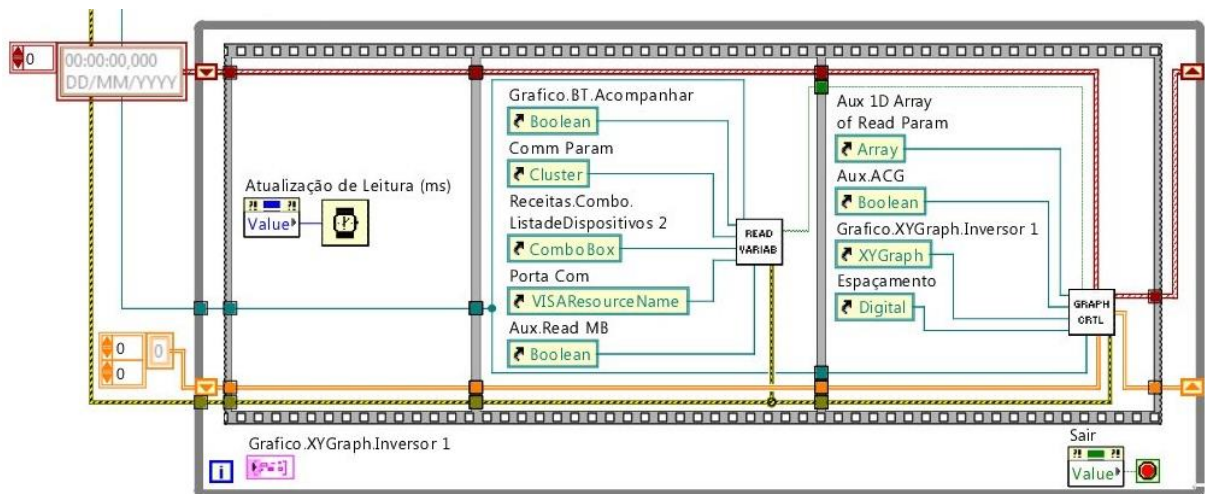 0
00:00:00,000
DD/MM/YYYY
Grafico.BT.Acompanhar
Boolean
Comm Param
Cluster
Receitas.Combo.
ListadeDispositivos 2
ComboBox
Porta Com
VISAResourceName
Aux.Read MB
Boolean
Atualização de Leitura (ms)
Value
READ
VARIAB
Aux 1D Array
of Read Param
Array
Aux.ACG
Boolean
Grafico.XYGraph.Inversor 1
XYGraph
Espaçamento
Digital
GRAPH
CRTL
0
0
0
i
Grafico.XYGraph.Inversor 1
Sair
Value